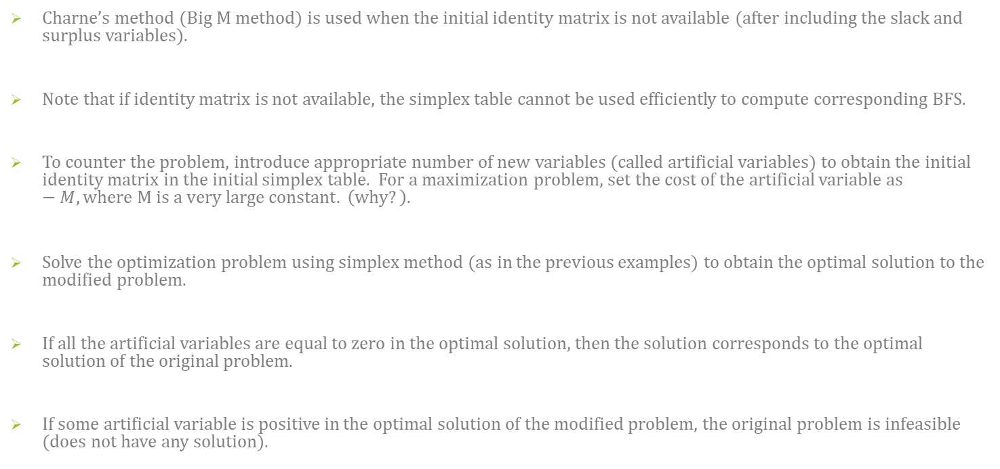 Charne’s method (Big M method) is used when the initial identity matrix is not available (after including the slack and
surplus variables).
Note that if identity matrix is not available, the simplex table cannot be used efficiently to compute corresponding BFS.
To counter the problem, introduce appropriate number of new variables (called artificial variables) to obtain the initial
identity matrix in the initial simplex table. For a maximization problem, set the cost of the artificial variable as
− M, where M is a very large constant. (why? ).
Solve the optimization problem using simplex method (as in the previous examples) to obtain the optimal solution to the
modified problem.
If all the artificial variables are equal to zero in the optimal solution, then the solution corresponds to the optimal
solution of the original problem.
If some artificial variable is positive in the optimal solution of the modified problem, the original problem is infeasible
(does not have any solution).